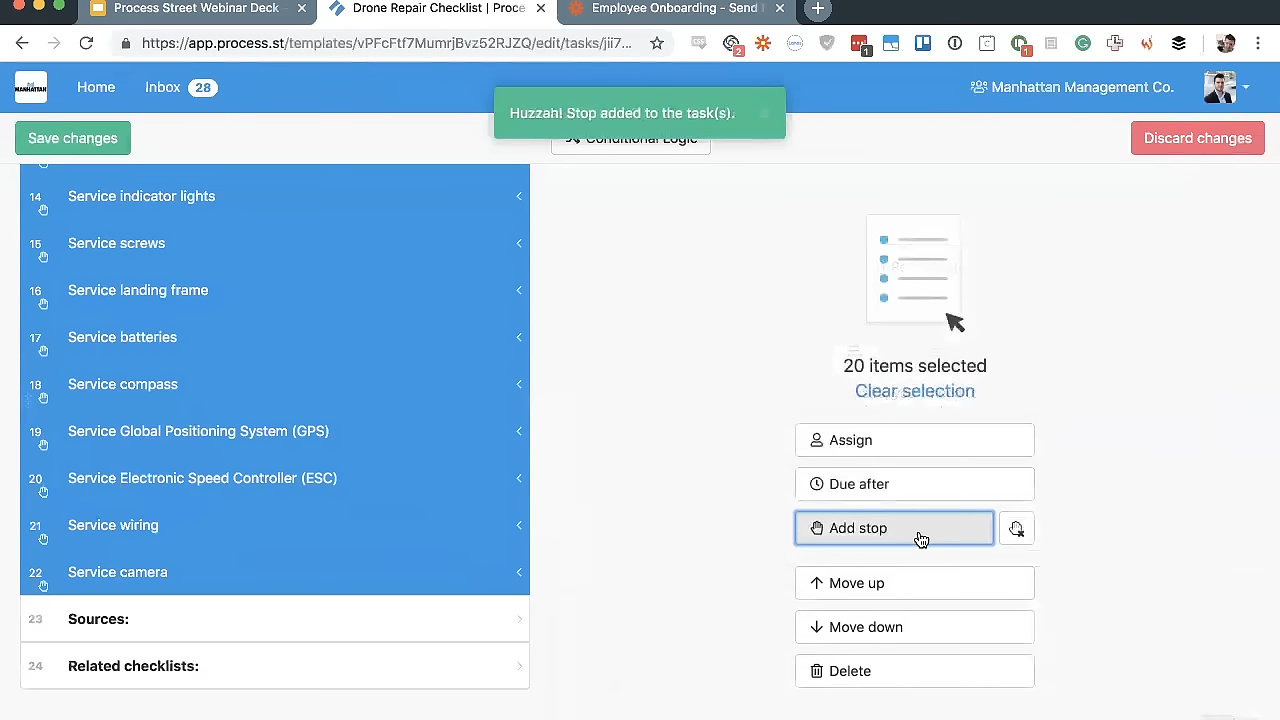 Process Street Webinar Deck -
Drone Repair Checklist | Proce
Employee Onboarding - Send
https://app.process.st/templates/vPFcFtf7MumrjBvz52RJZQ/edit/tasks/jii7...
2
1
1
MANHATTAN
Home
Inbox 28
Manhattan Management Co.
Huzzah! Stop added to the task(s).
Save changes
Conditional Logic
Discard changes
14 Service indicator lights
15 Service screws
16 Service landing frame
17 Service batteries
18 Service compass
19 Service Global Positioning System (GPS)
20 Service Electronic Speed Controller (ESC)
21 Service wiring
22 Service camera
23 Sources:
24 Related checklists:
20 items selected
Clear selection
Assign
Due after
Add stop
Move up
Move down
Delete